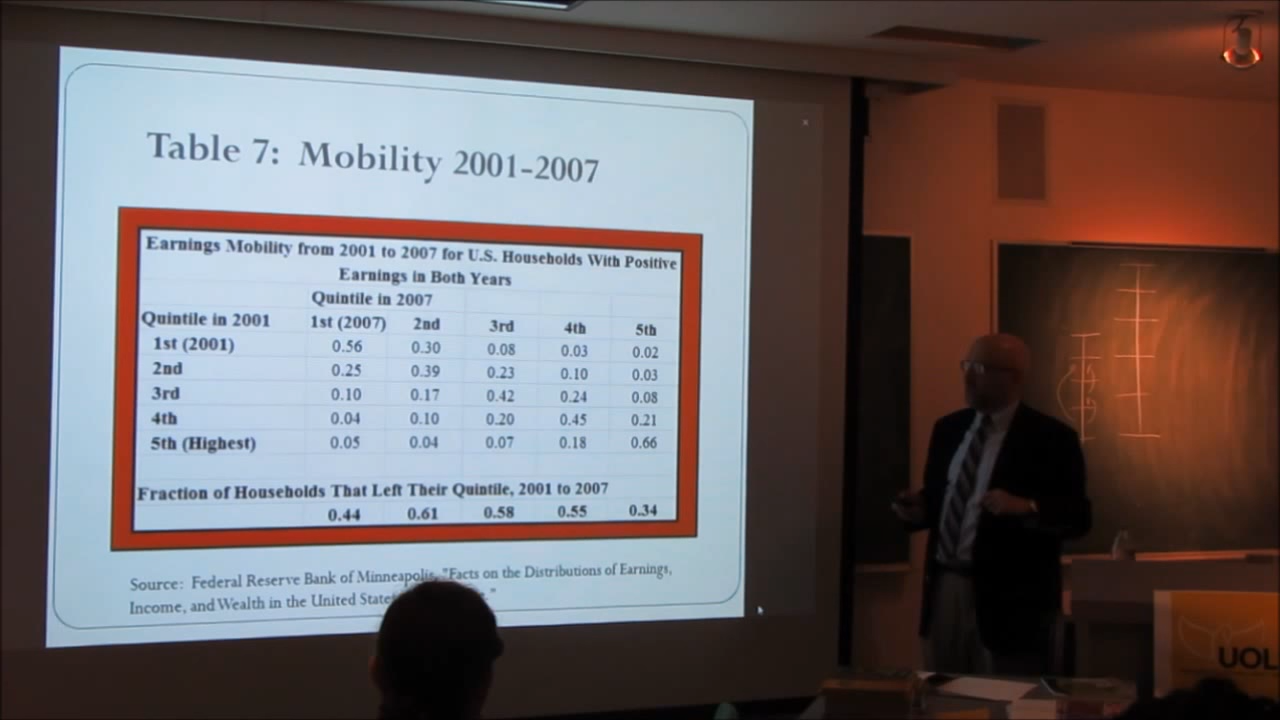 Table 7: Mobility 2001-2007
Earnings Mobility from 2001 to 2007 for U.S. Households With Positive
Earnings in Both Years
Quintile in 2007
Quintile in 2001 1st (2007) 2nd 3rd 4th 5th
1st (2001) 0.56 0.30 0.08 0.03 0.02
2nd 0.25 0.39 0.23 0.10 0.03
3rd 0.10 0.17 0.42 0.24 0.08
4th 0.04 0.10 0.20 0.45 0.21
5th (Highest) 0.05 0.04 0.07 0.18 0.66
Fraction of Households That Left Their Quintile, 2001 to 2007
0.44 0.61 0.58 0.55 0.34
Source: Federal Reserve Bank of Minneapolis, "Facts on the Distributions of Earnings,
Income, and Wealth in the United
UOL